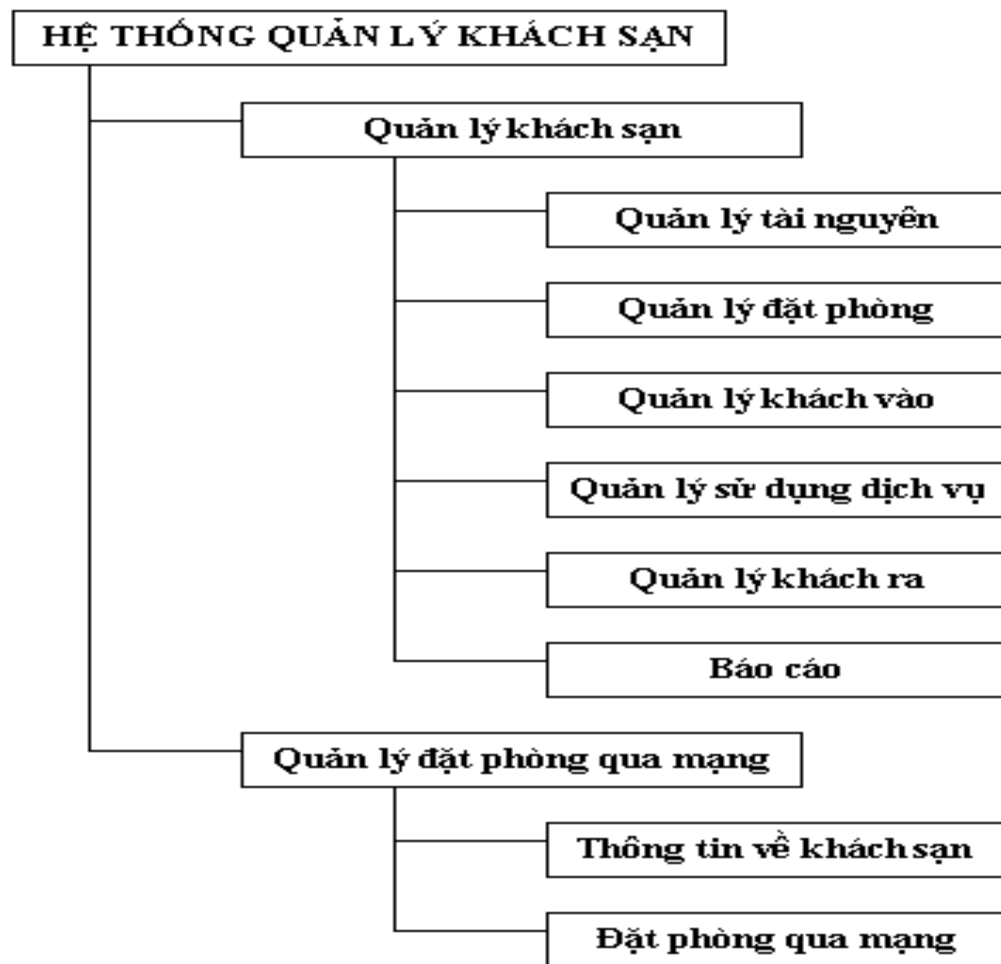 HỆ THỐNG QUẢN LÝ KHÁCH SẠN
Quản lý khách sạn
Quản lý tài nguyên
Quản lý đặt phòng
Quản lý khách vào
Quản lý sử dụng dịch vụ
Quản lý khách ra
Báo cáo
Quản lý đặt phòng qua mạng
Thông tin về khách sạn
Đặt phòng qua mạng